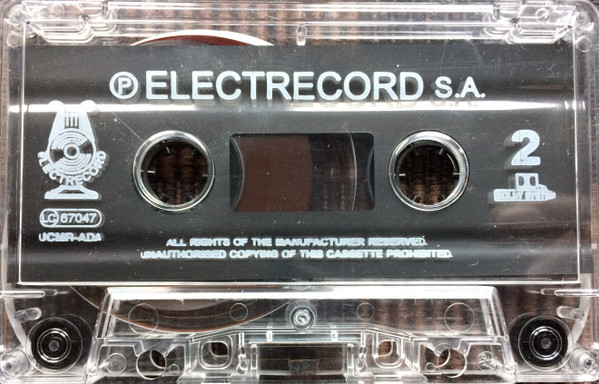 Ⓟ ELECTRECORD S.A.
ELECTRECORD
2
LC 67047
UCMR-ADA
ALL RIGHTS OF THE MANUFACTURER RESERVED.
UNAUTHORISED COPYING OF THIS CASSETTE PROHIBITED.